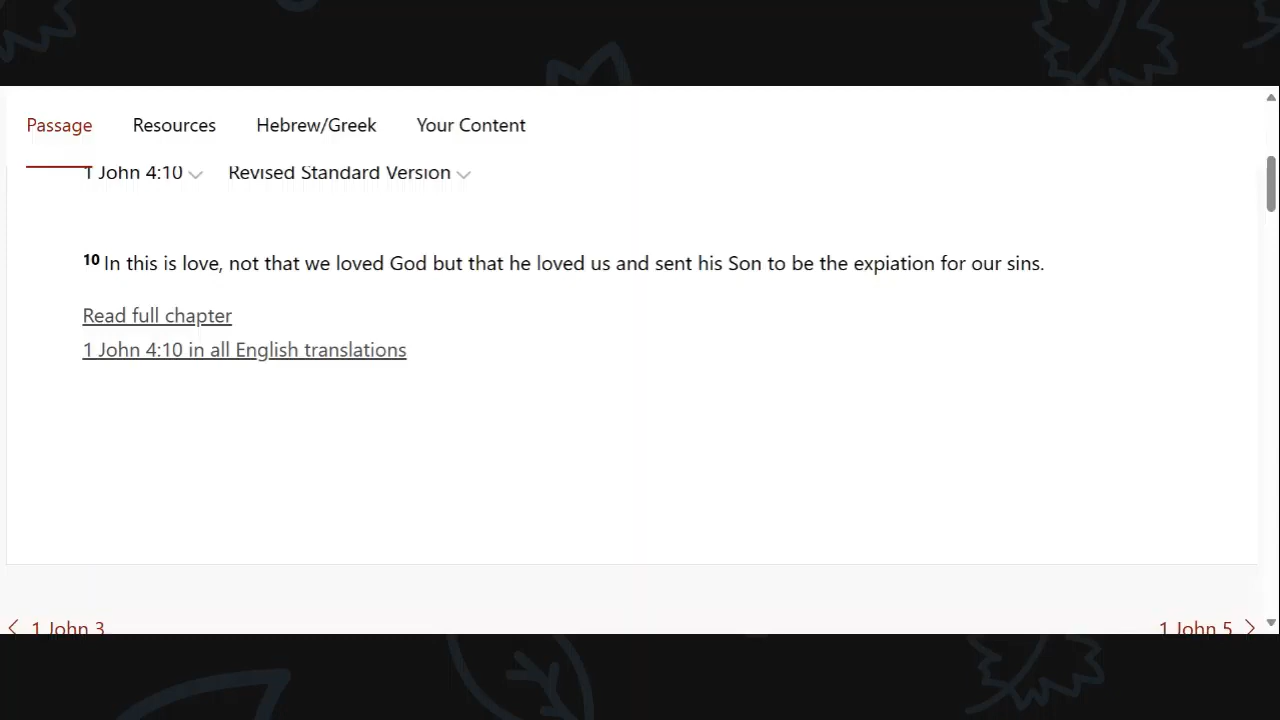 Passage Resources Hebrew/Greek Your Content
1 John 4:10 Revised Standard Version
10 In this is love, not that we loved God but that he loved us and sent his Son to be the expiation for our sins.
Read full chapter
1 John 4:10 in all English translations
1 John 3 1 John 5